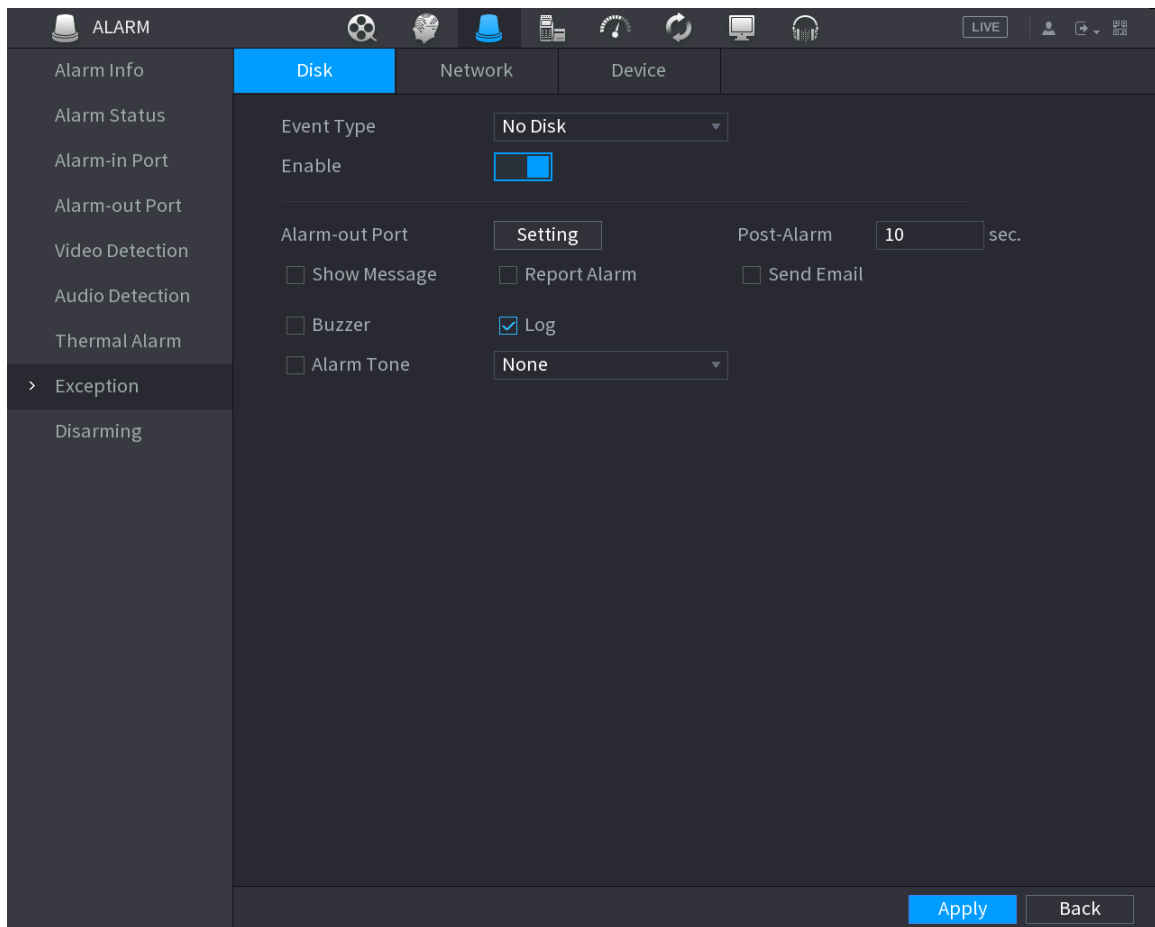 ALARM
LIVE
Alarm Info
Alarm Status
Alarm-in Port
Alarm-out Port
Video Detection
Audio Detection
Thermal Alarm
Exception
Disarming
Disk Network Device
Event Type No Disk
Enable
Alarm-out Port Setting Post-Alarm 10 sec.
Show Message Report Alarm Send Email
Buzzer Log
Alarm Tone None
Apply Back